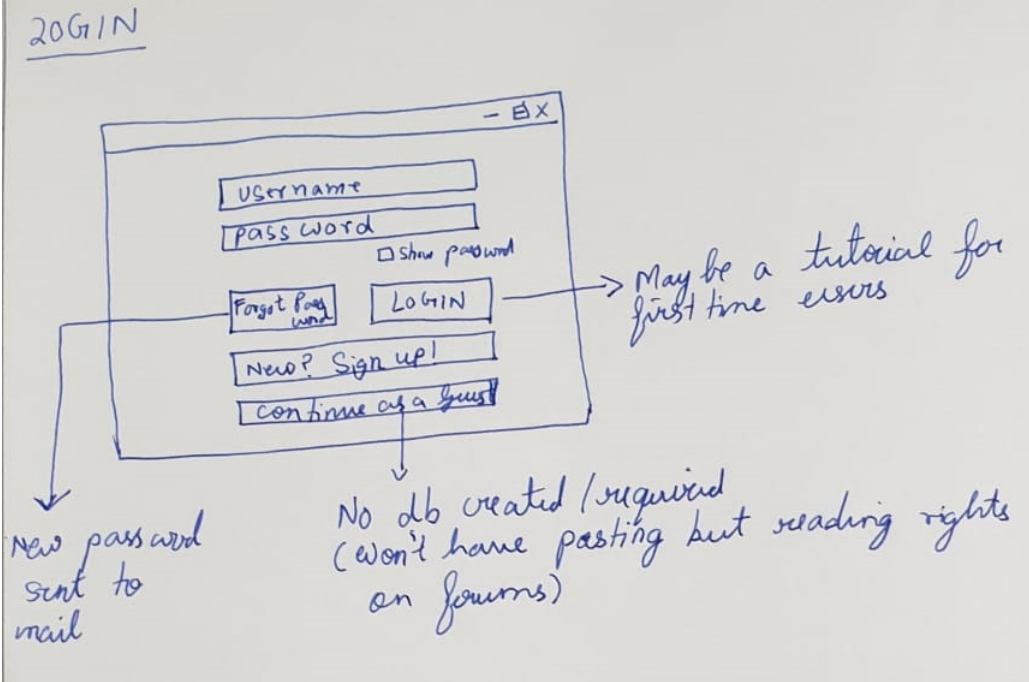 LOGIN
- X
username
password
Show password
Forgot Pass
word
LOGIN
May be a tutorial for
first time users
New? Sign up!
continue as a Guest
No db created / required
(won't have posting but reading rights
on forums)
New password
sent to
mail